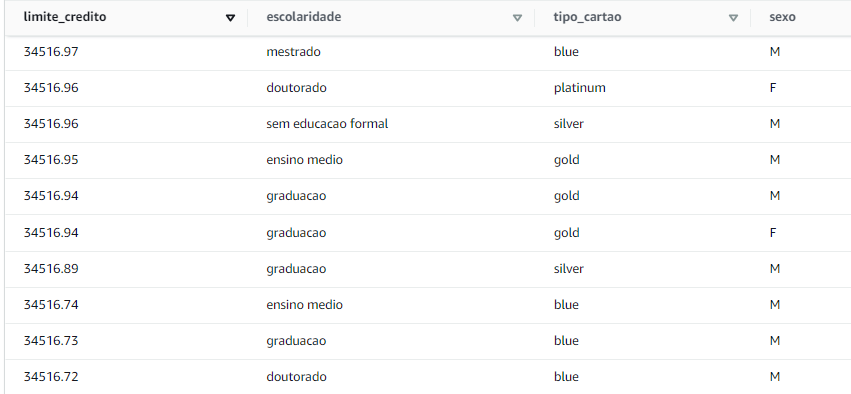 limite_credito escolaridade tipo_cartao sexo
34516.97 mestrado blue M
34516.96 doutorado platinum F
34516.96 sem educacao formal silver M
34516.95 ensino medio gold M
34516.94 graduacao gold M
34516.94 graduacao gold F
34516.89 graduacao silver M
34516.74 ensino medio blue M
34516.73 graduacao blue M
34516.72 doutorado blue M